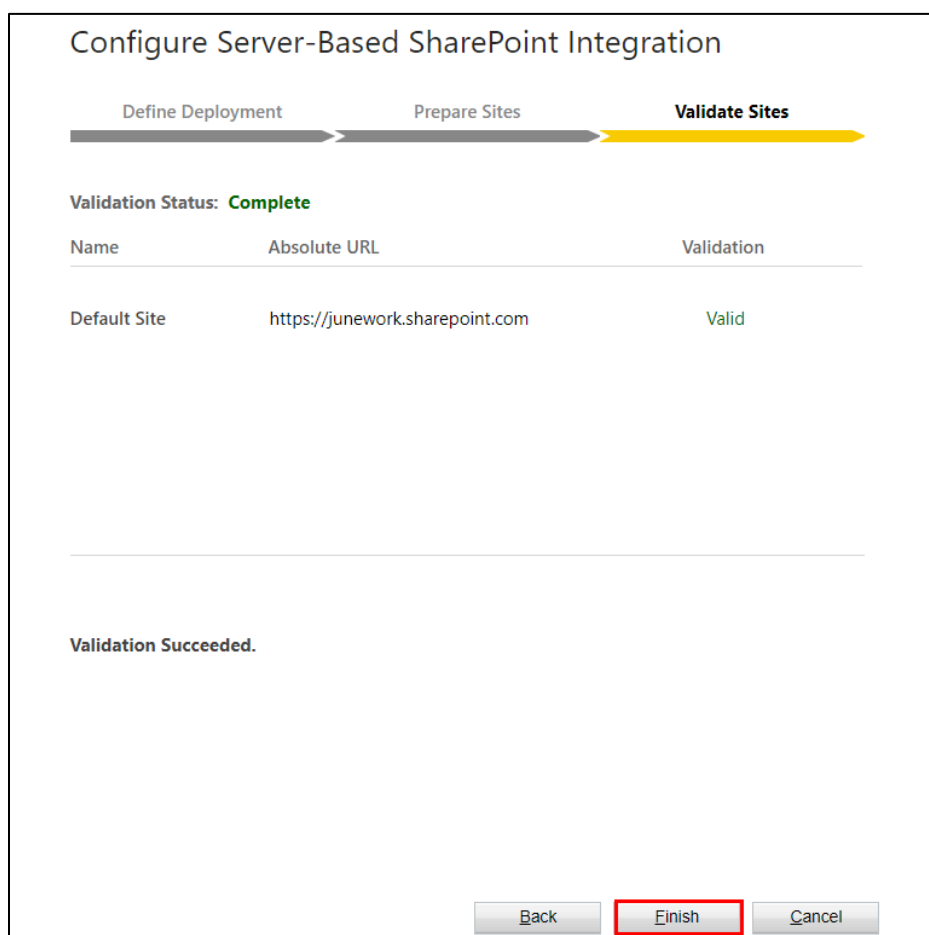 Configure Server-Based SharePoint Integration
Define Deployment Prepare Sites Validate Sites
Validation Status: Complete
Name Absolute URL Validation
Default Site https://junework.sharepoint.com Valid
Validation Succeeded.
Back Finish Cancel